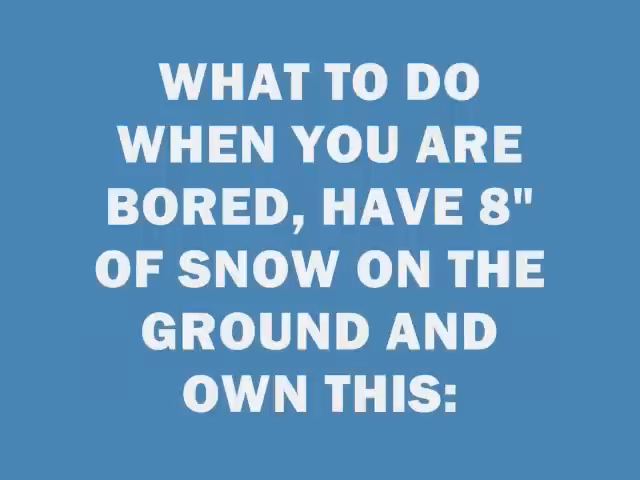 WHAT TO DO
WHEN YOU ARE
BORED, HAVE 8"
OF SNOW ON THE
GROUND AND
OWN THIS: